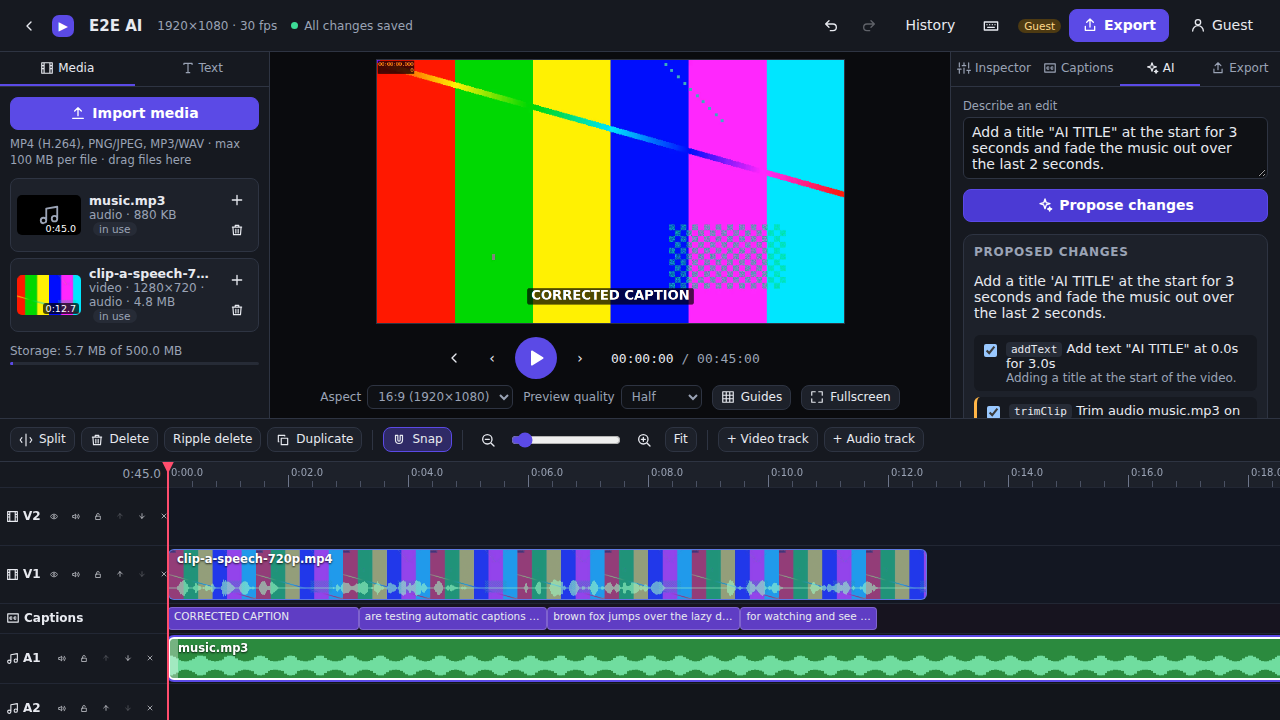 E2E AI
1920×1080 · 30 fps
All changes saved
History
Guest
Export
Guest
Media
Text
Import media
MP4 (H.264), PNG/JPEG, MP3/WAV · max
100 MB per file · drag files here
music.mp3
audio · 880 KB
in use
0:45.0
clip-a-speech-7…
video · 1280×720 ·
audio · 4.8 MB
in use
0:12.7
Storage: 5.7 MB of 500.0 MB
CORRECTED CAPTION
00:00:00 / 00:45:00
Aspect
16:9 (1920×1080)
Preview quality
Half
Guides
Fullscreen
Inspector
Captions
AI
Export
Describe an edit
Add a title "AI TITLE" at the start for 3
seconds and fade the music out over
the last 2 seconds.
Propose changes
PROPOSED CHANGES
Add a title 'AI TITLE' at the start for 3
seconds and fade the music out over
the last 2 seconds.
addText Add text "AI TITLE" at 0.0s
for 3.0s
Adding a title at the start of the video.
trimClip Trim audio music.mp3 on
Split
Delete
Ripple delete
Duplicate
Snap
Fit
+ Video track
+ Audio track
0:45.0
0:00.0
0:02.0
0:04.0
0:06.0
0:08.0
0:10.0
0:12.0
0:14.0
0:16.0
0:18.0
V2
V1
clip-a-speech-720p.mp4
Captions
CORRECTED CAPTION
are testing automatic captions …
brown fox jumps over the lazy d…
for watching and see …
A1
music.mp3
A2